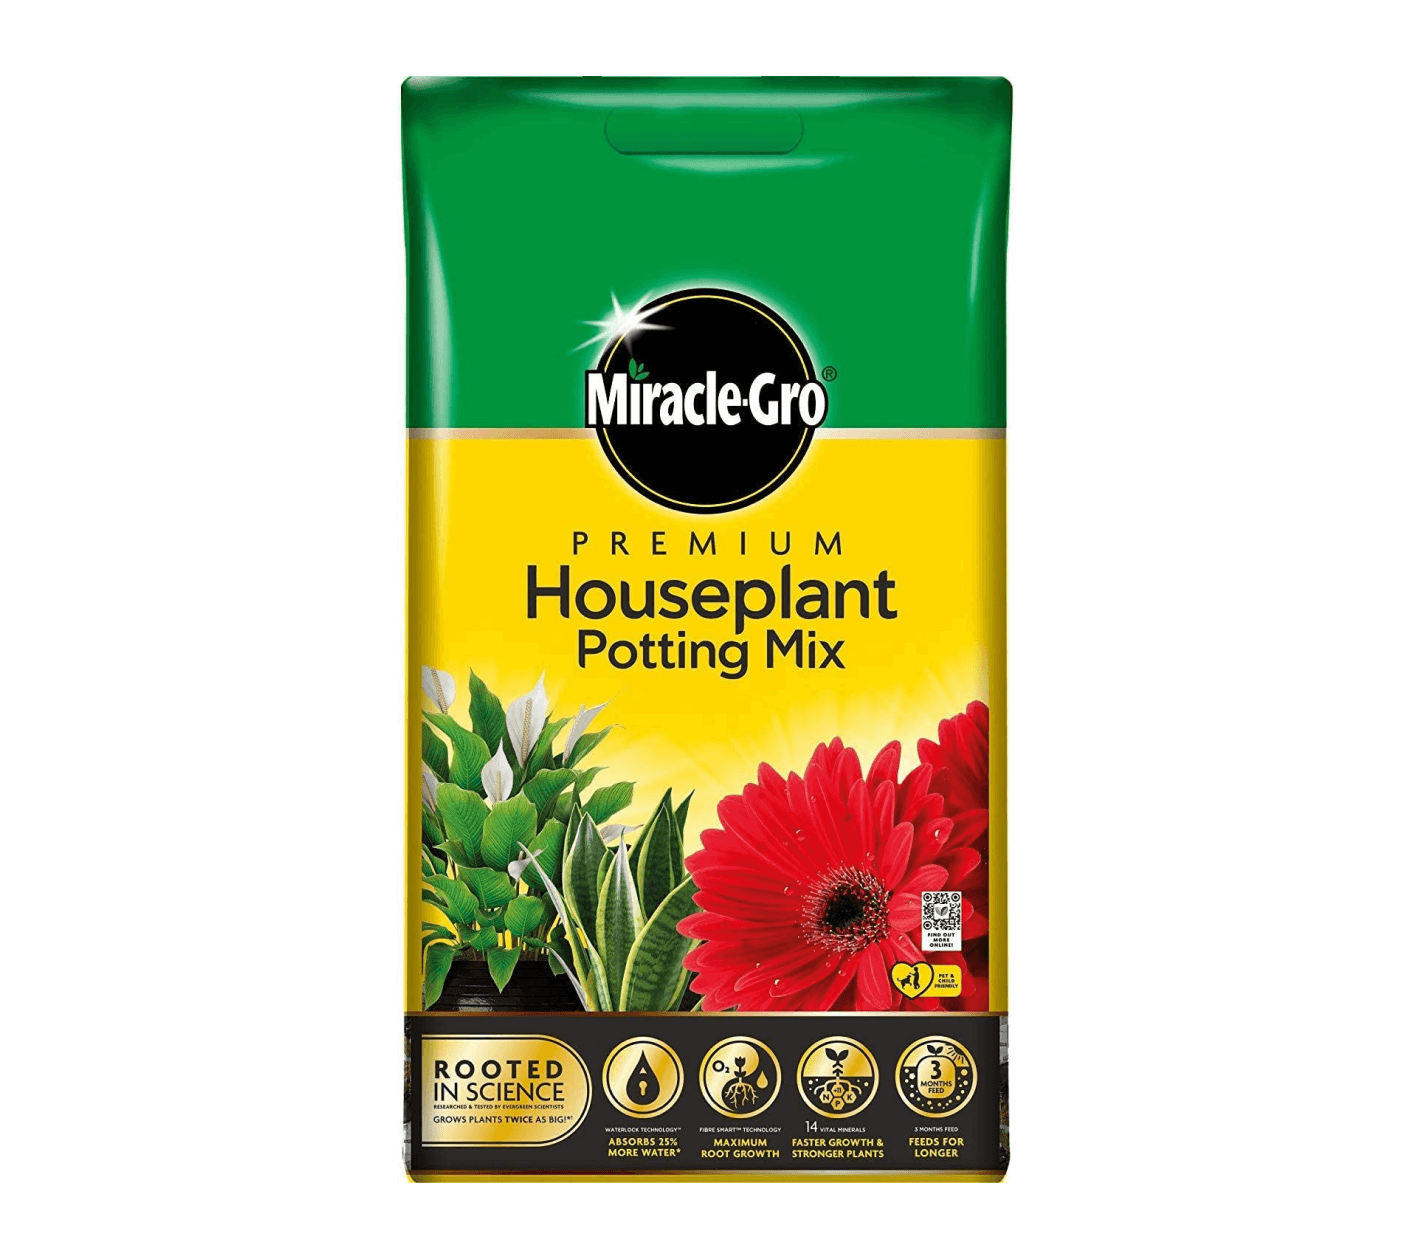 Miracle-Gro®
PREMIUM
Houseplant
Potting Mix
FIND OUT
MORE
ONLINE!
PET &
CHILD
FRIENDLY
ROOTED
IN SCIENCE
RESEARCHED & TESTED BY EVERGREEN SCIENTISTS
GROWS PLANTS TWICE AS BIG!*¹
WATERLOCK TECHNOLOGY™
ABSORBS 25%
MORE WATER*
O₂
FIBRE SMART™ TECHNOLOGY
MAXIMUM
ROOT GROWTH
+11
N P K
14 VITAL MINERALS
FASTER GROWTH &
STRONGER PLANTS
3
MONTHS
FEED
3 MONTHS FEED
FEEDS FOR
LONGER